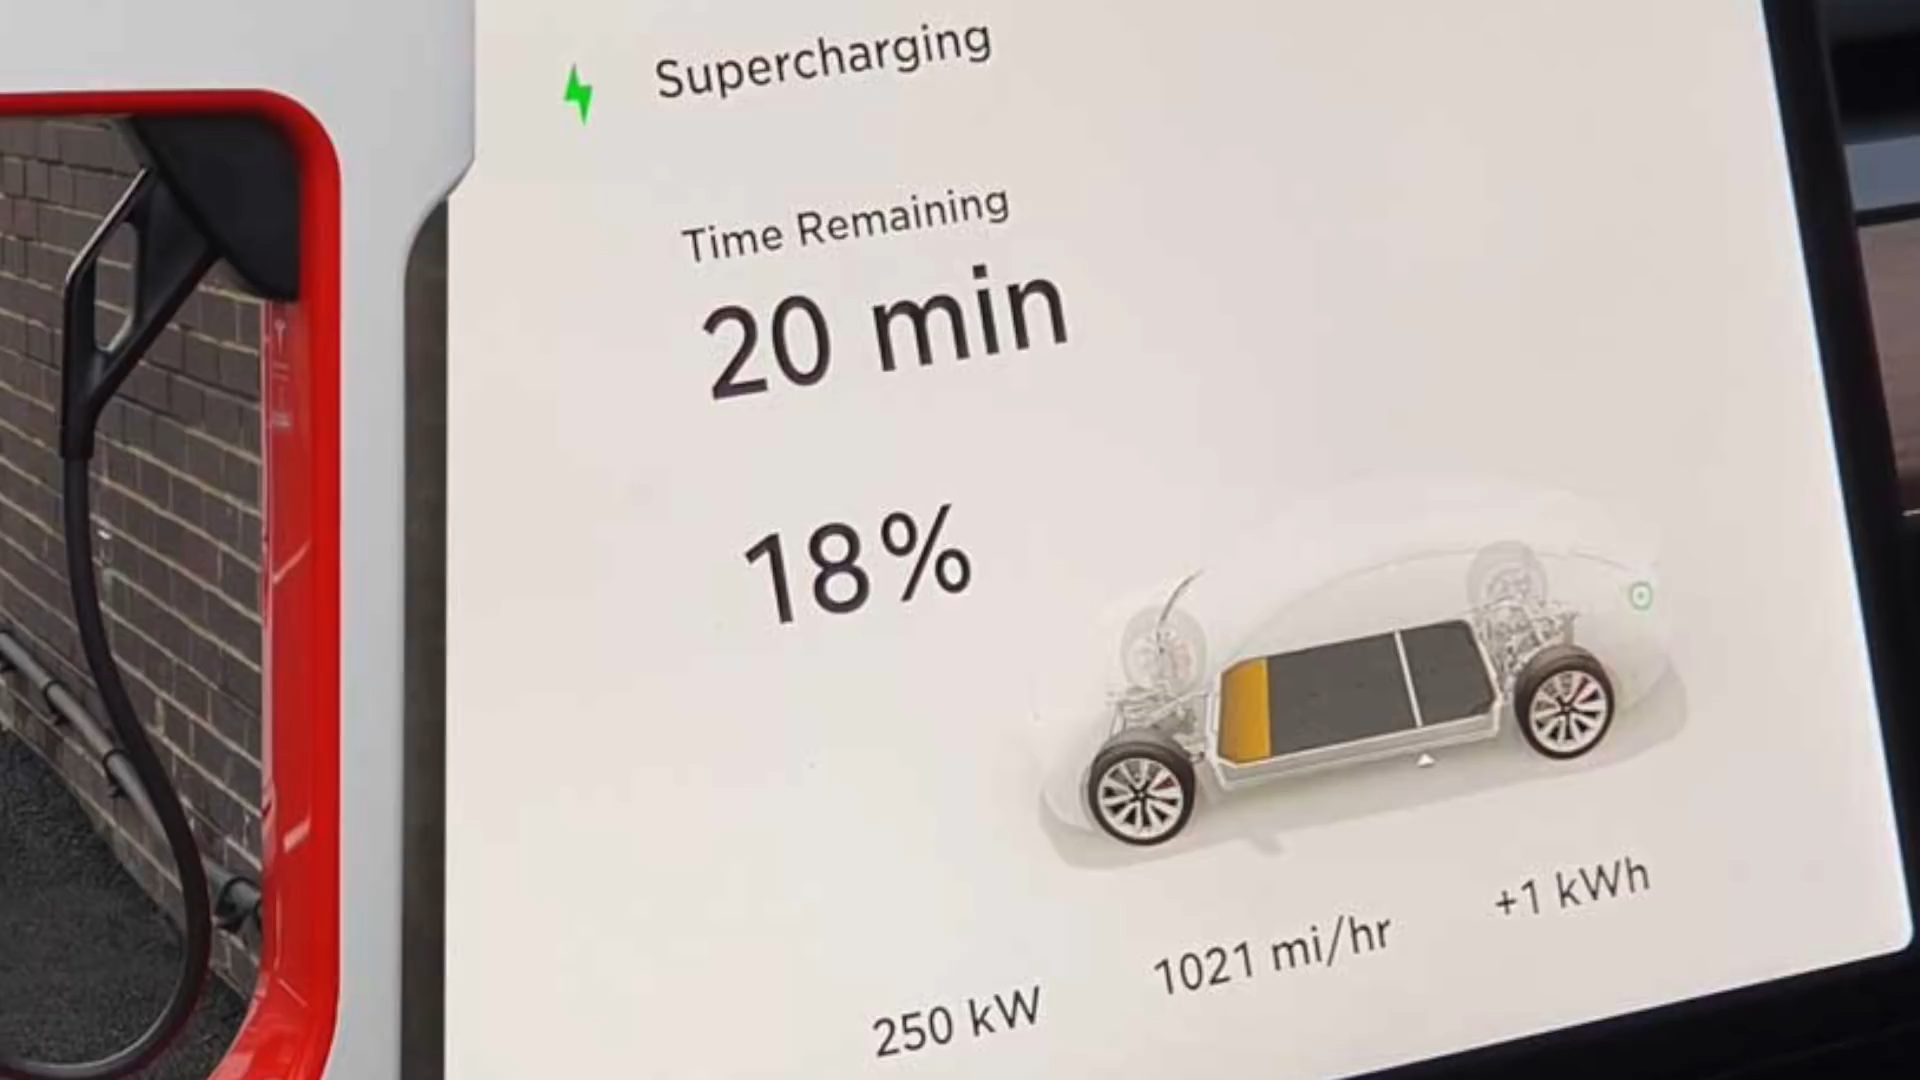 Supercharging
Time Remaining
20 min
18%
250 kW
1021 mi/hr
+1 kWh